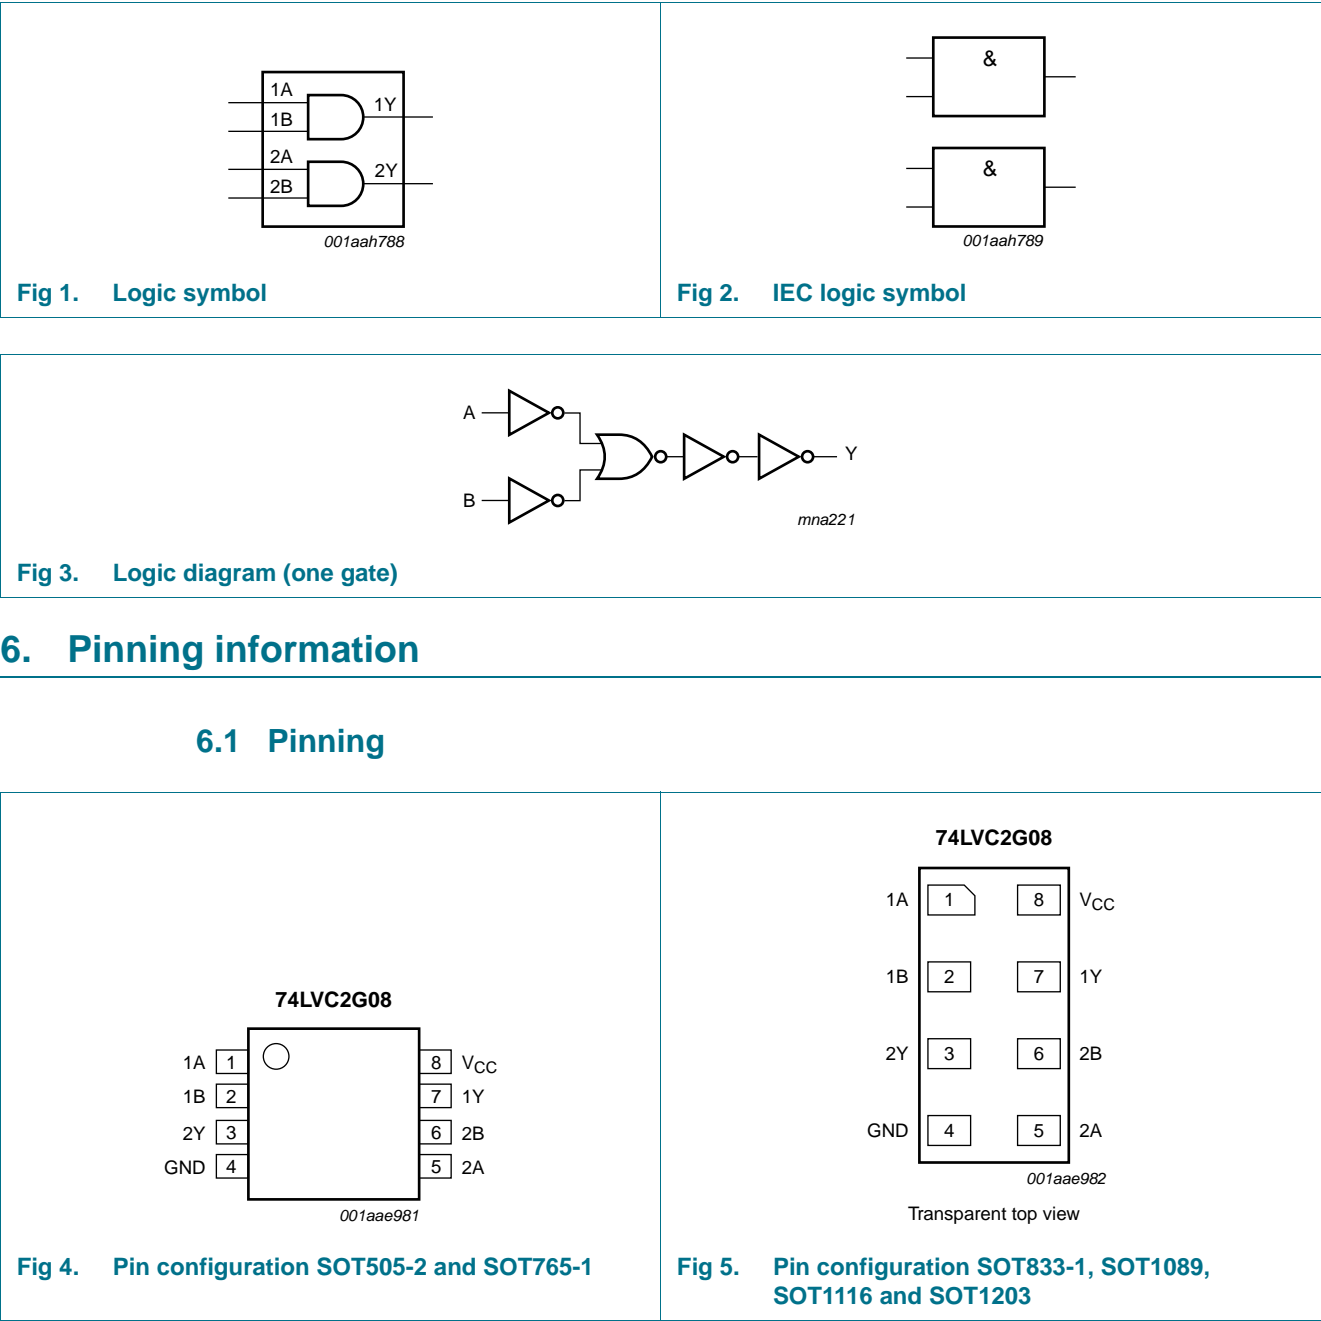 1A
1B
1Y
2A
2B
2Y
001aah788
Fig 1. Logic symbol
&
&
001aah789
Fig 2. IEC logic symbol
A
B
Y
mna221
Fig 3. Logic diagram (one gate)
6. Pinning information
6.1 Pinning
74LVC2G08
1A 1 8 VCC
1B 2 7 1Y
2Y 3 6 2B
GND 4 5 2A
001aae981
Fig 4. Pin configuration SOT505-2 and SOT765-1
74LVC2G08
1A 1 8 VCC
1B 2 7 1Y
2Y 3 6 2B
GND 4 5 2A
001aae982
Transparent top view
Fig 5. Pin configuration SOT833-1, SOT1089,
SOT1116 and SOT1203